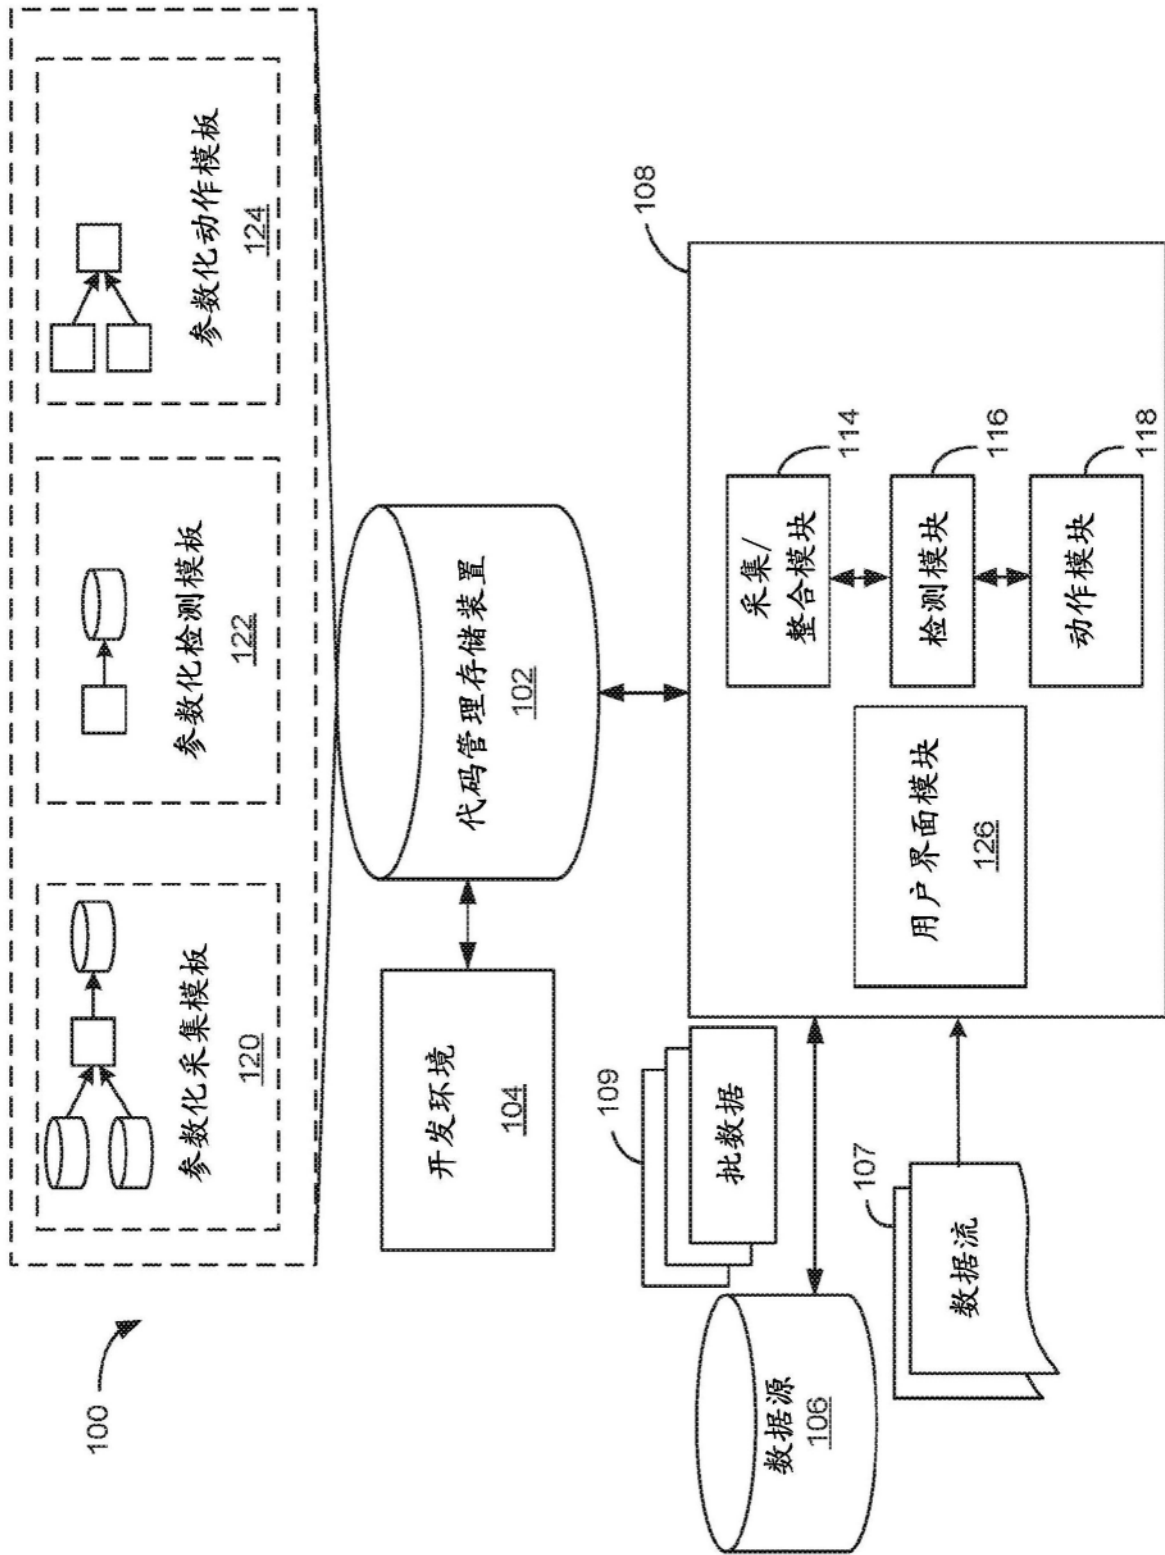 100
参数化采集模板
120
参数化检测模板
122
参数化动作模板
124
开发环境
104
代码管理存储装置
102
数据源
106
109
批数据
107
数据流
108
用户界面模块
126
采集/
整合模块
114
检测模块
116
动作模块
118